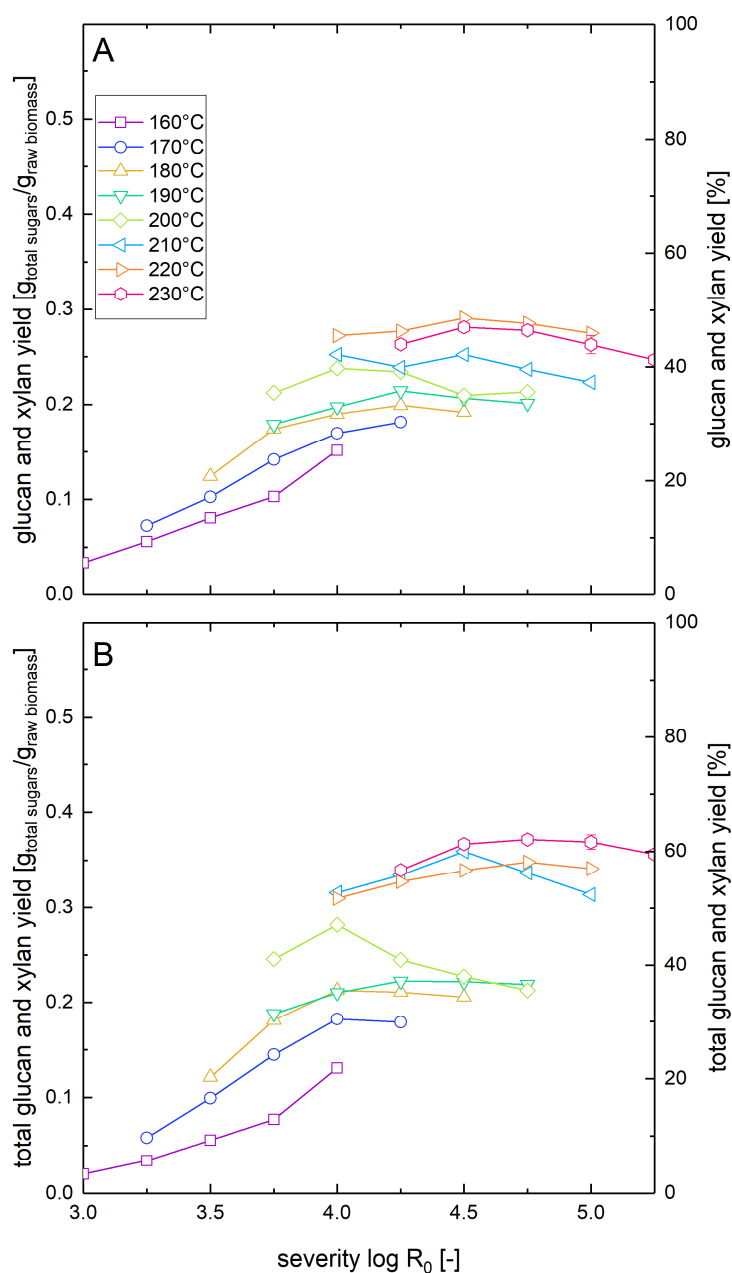 A
glucan and xylan yield [g_total sugars/g_raw biomass]
0.5
0.4
0.3
0.2
0.1
0.0
160°C
170°C
180°C
190°C
200°C
210°C
220°C
230°C
100
80
60
40
20
0
glucan and xylan yield [%]
B
total glucan and xylan yield [g_total sugars/g_raw biomass]
0.5
0.4
0.3
0.2
0.1
0.0
100
80
60
40
20
0
total glucan and xylan yield [%]
3.0 3.5 4.0 4.5 5.0
severity log R₀ [-]